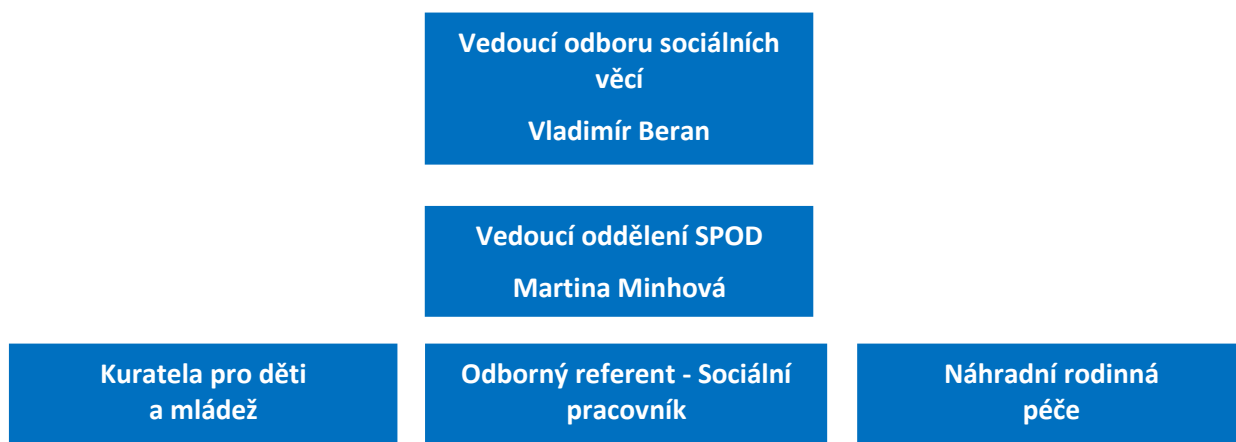 Vedoucí odboru sociálních
věcí
Vladimír Beran
Vedoucí oddělení SPOD
Martina Minhová
Kuratela pro děti
a mládež
Odborný referent - Sociální
pracovník
Náhradní rodinná
péče